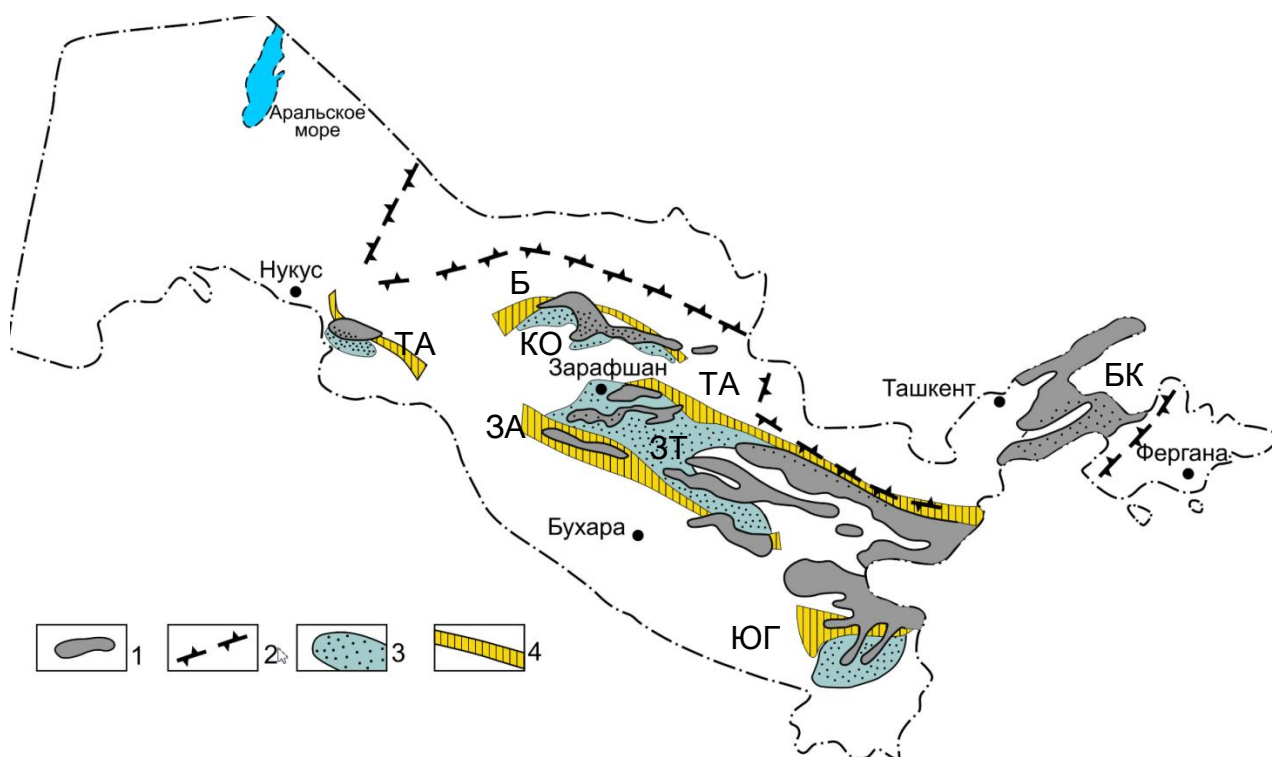 Аральское
море
Нукус
Б
ТА
КО
Зарафшан
ТА
Ташкент
БК
ЗА
ЗТ
Фергана
Бухара
ЮГ
1
2
3
4